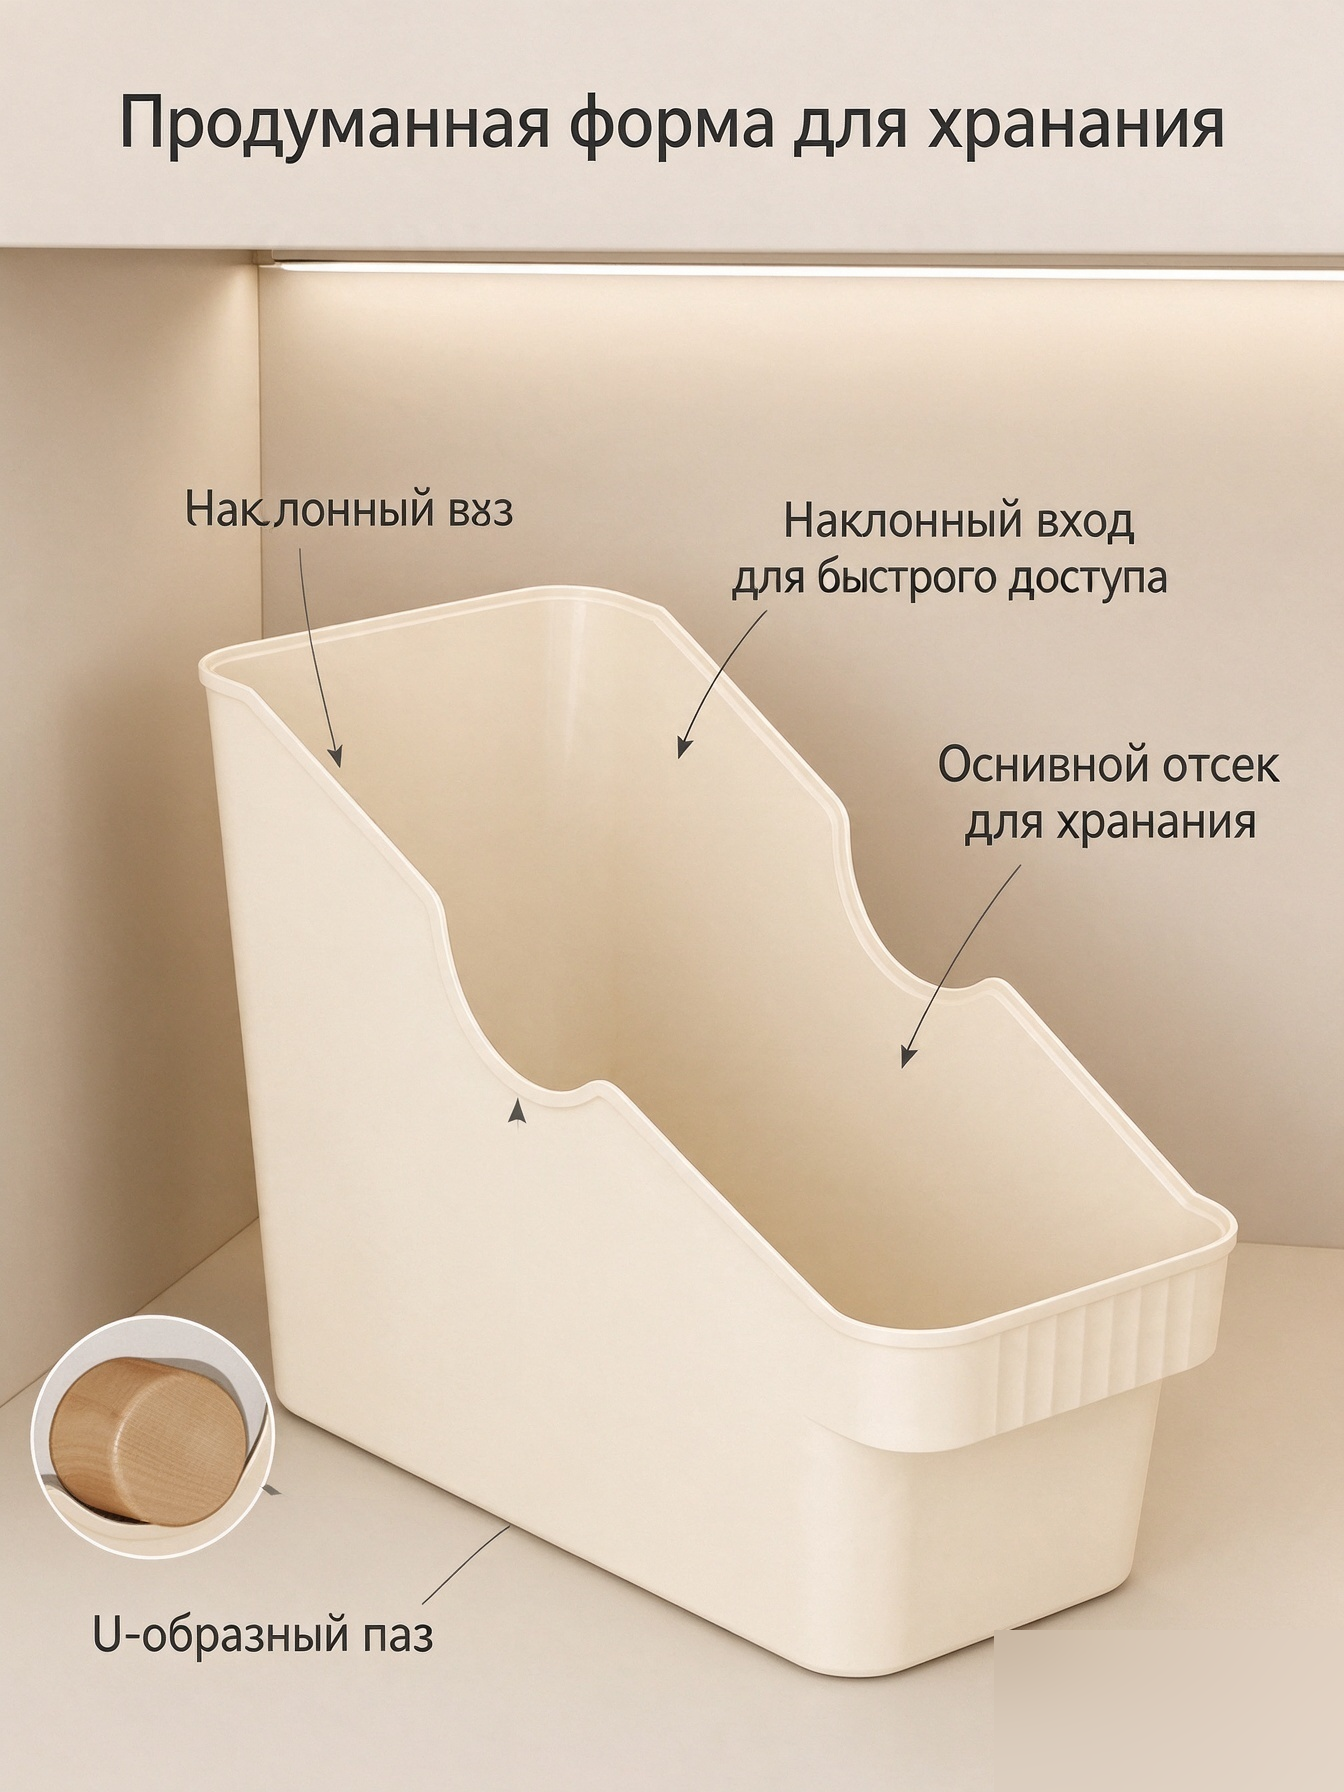 Продуманная форма для хранания
Наклонный
Наклонный вход
для быстрого доступа
Оснивной отсек
для хранания
U-образный паз